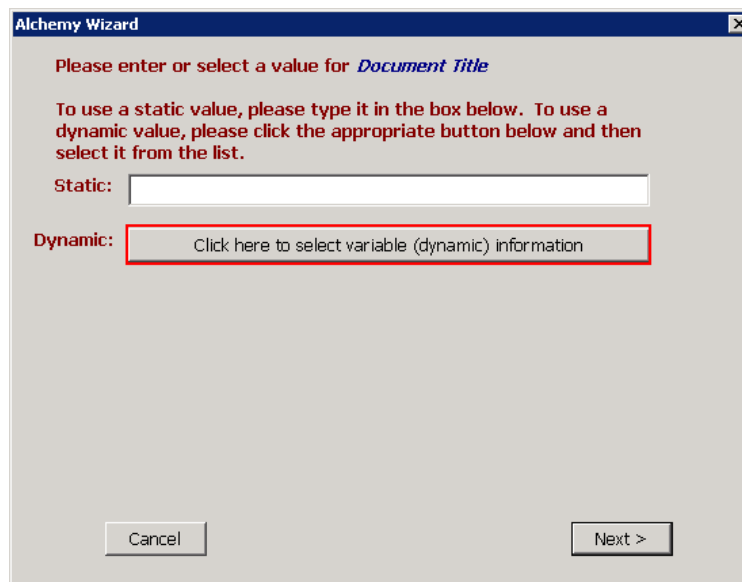 Alchemy Wizard
Please enter or select a value for Document Title
To use a static value, please type it in the box below. To use a
dynamic value, please click the appropriate button below and then
select it from the list.
Static:
Dynamic: Click here to select variable (dynamic) information
Cancel Next >